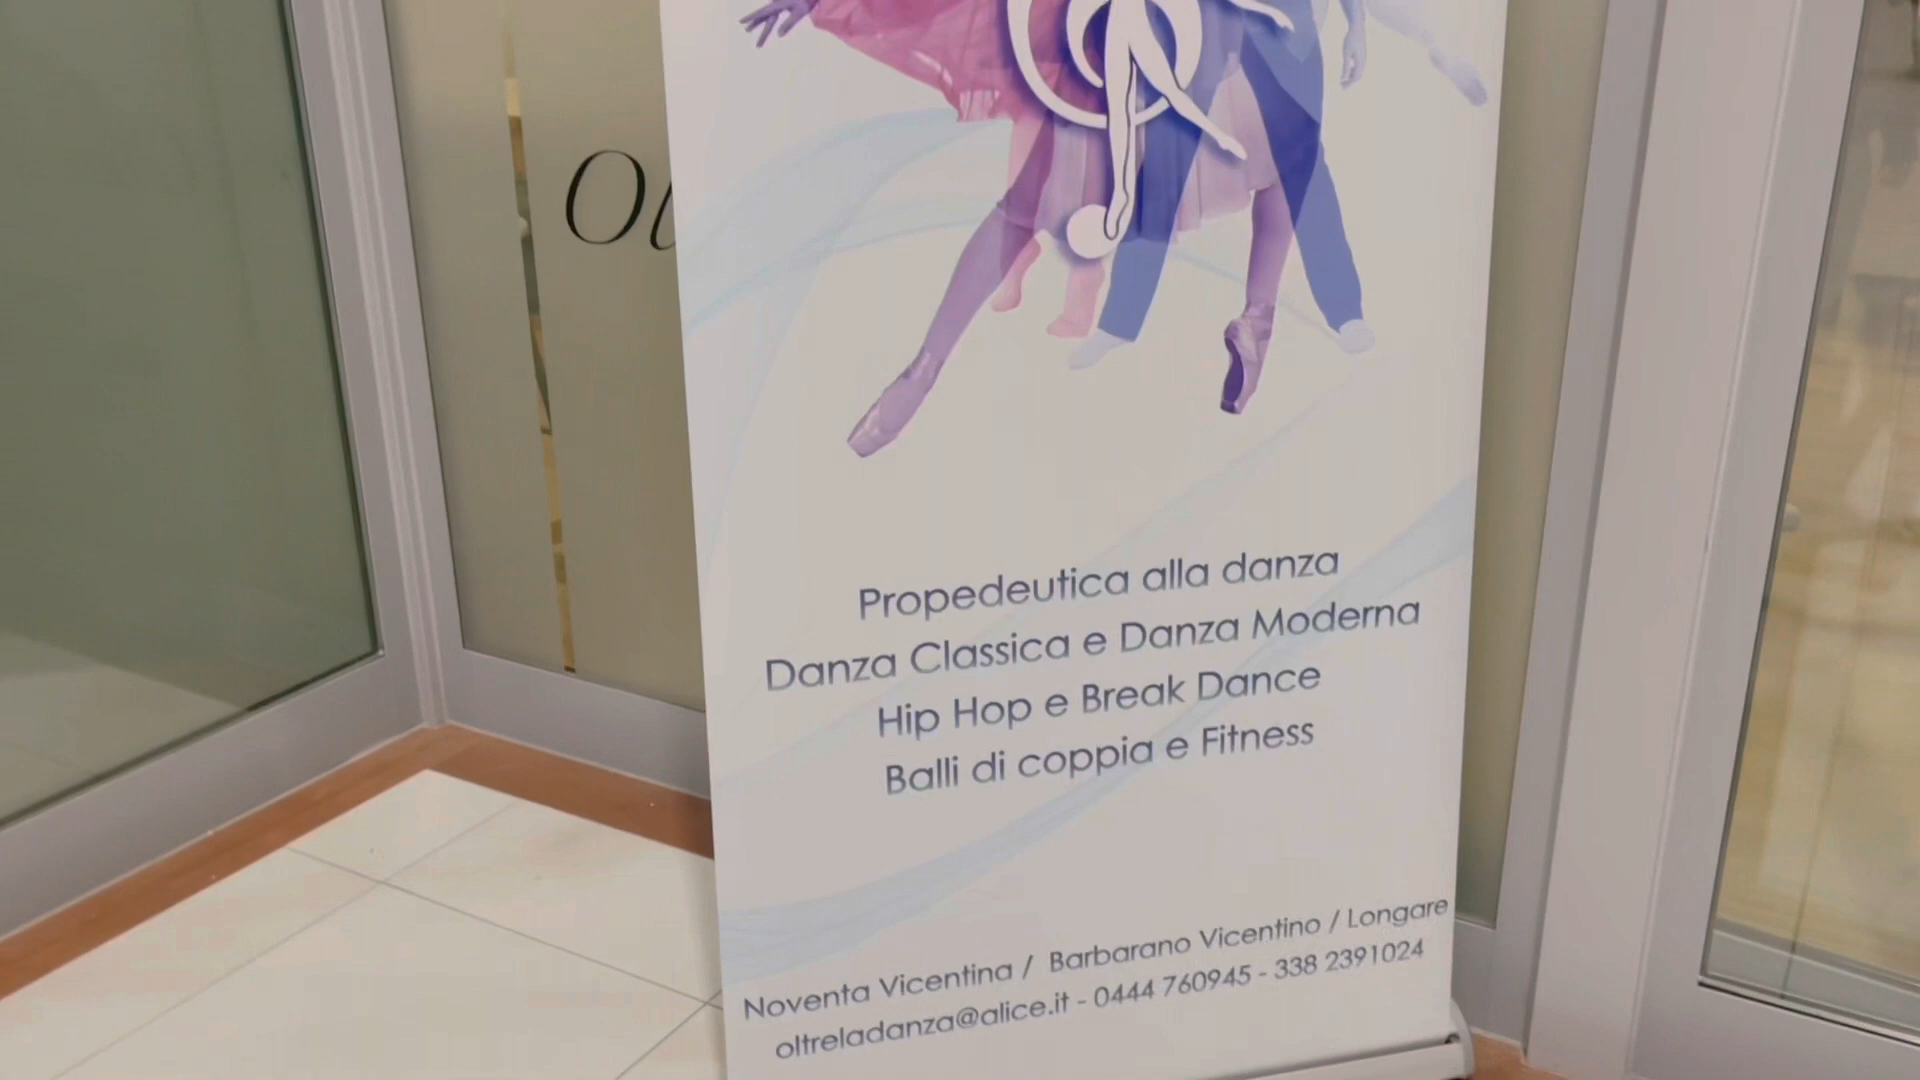 Ol
Propedeutica alla danza
Danza Classica e Danza Moderna
Hip Hop e Break Dance
Balli di coppia e Fitness
Noventa Vicentina / Barbarano Vicentino / Longare
oltreladanza@alice.it - 0444 760945 - 338 2391024